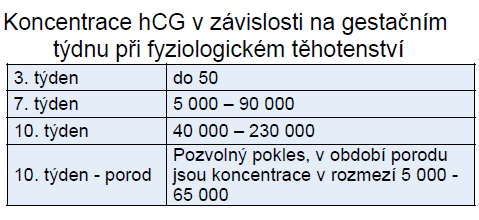 Koncentrace hCG v závislosti na gestačním
týdnu při fyziologickém těhotenství
3. týden do 50
7. týden 5 000 – 90 000
10. týden 40 000 – 230 000
10. týden - porod Pozvolný pokles, v období porodu
jsou koncentrace v rozmezí 5 000 -
65 000